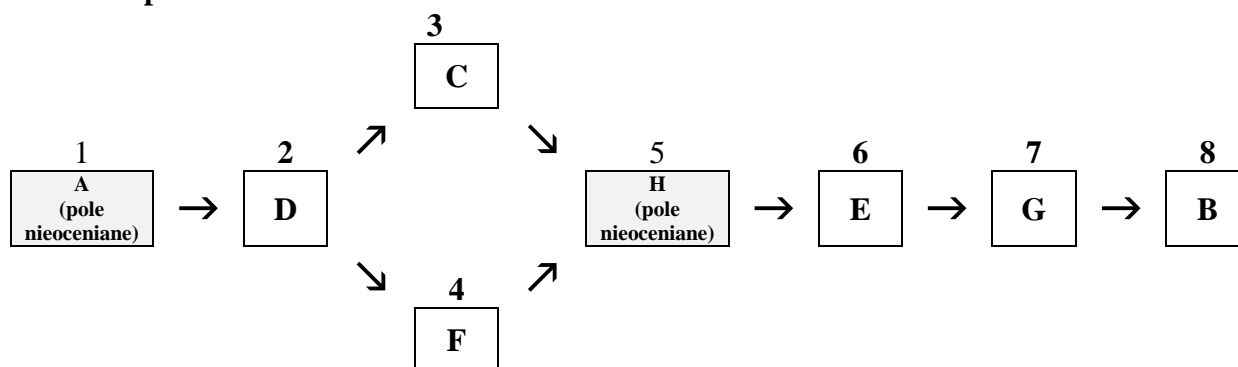 3
C
1
A
(pole
nieoceniane)
→
2
D
5
H
(pole
nieoceniane)
→
6
E
→
7
G
→
8
B
4
F